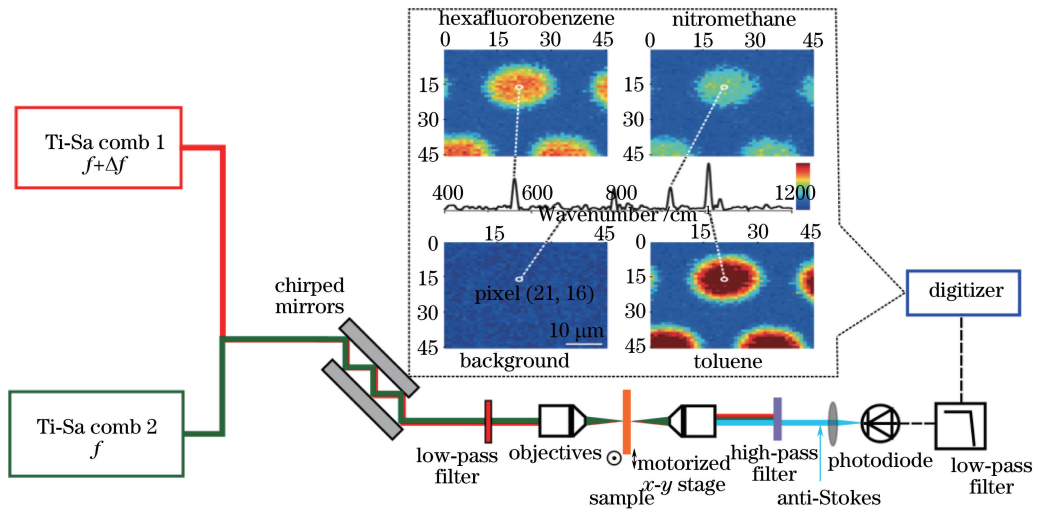 hexafluorobenzene
nitromethane
0 15 30 45
0 15 30 45
15
30
45
15
30
45
400 600 800 1200
Wavenumber /cm
15 45
0
15
30
45
pixel (21, 16)
10 μm
background
15 30 45
0
15
30
45
toluene
Ti-Sa comb 1
f+Δf
Ti-Sa comb 2
f
chirped
mirrors
low-pass
filter
objectives
sample
motorized
x-y stage
high-pass
filter
anti-Stokes
photodiode
low-pass
filter
digitizer